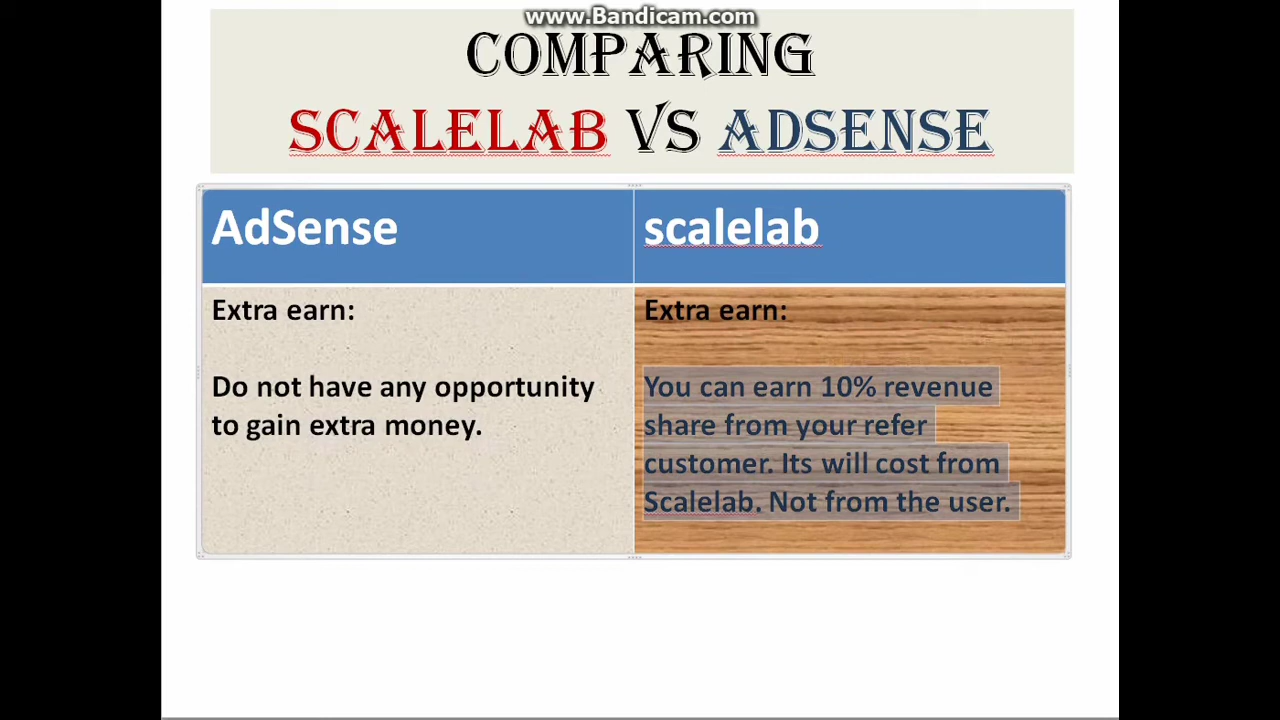 www.Bandicam.com
COMPARING
SCALELAB VS ADSENSE
AdSense
scalelab
Extra earn:
Do not have any opportunity
to gain extra money.
Extra earn:
You can earn 10% revenue
share from your refer
customer. Its will cost from
Scalelab. Not from the user.